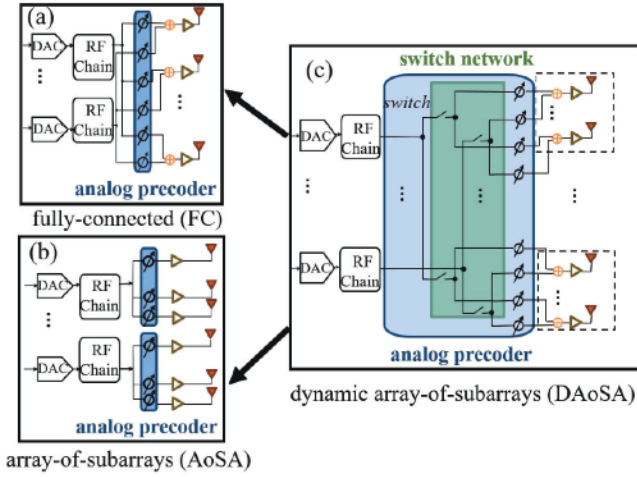 (a)
DAC
RF
Chain
...
DAC
RF
Chain
...
analog precoder
fully-connected (FC)
(b)
DAC
RF
Chain
...
DAC
RF
Chain
analog precoder
array-of-subarrays (AoSA)
(c)
switch network
switch
DAC
RF
Chain
...
...
...
...
...
DAC
RF
Chain
...
analog precoder
dynamic array-of-subarrays (DAoSA)